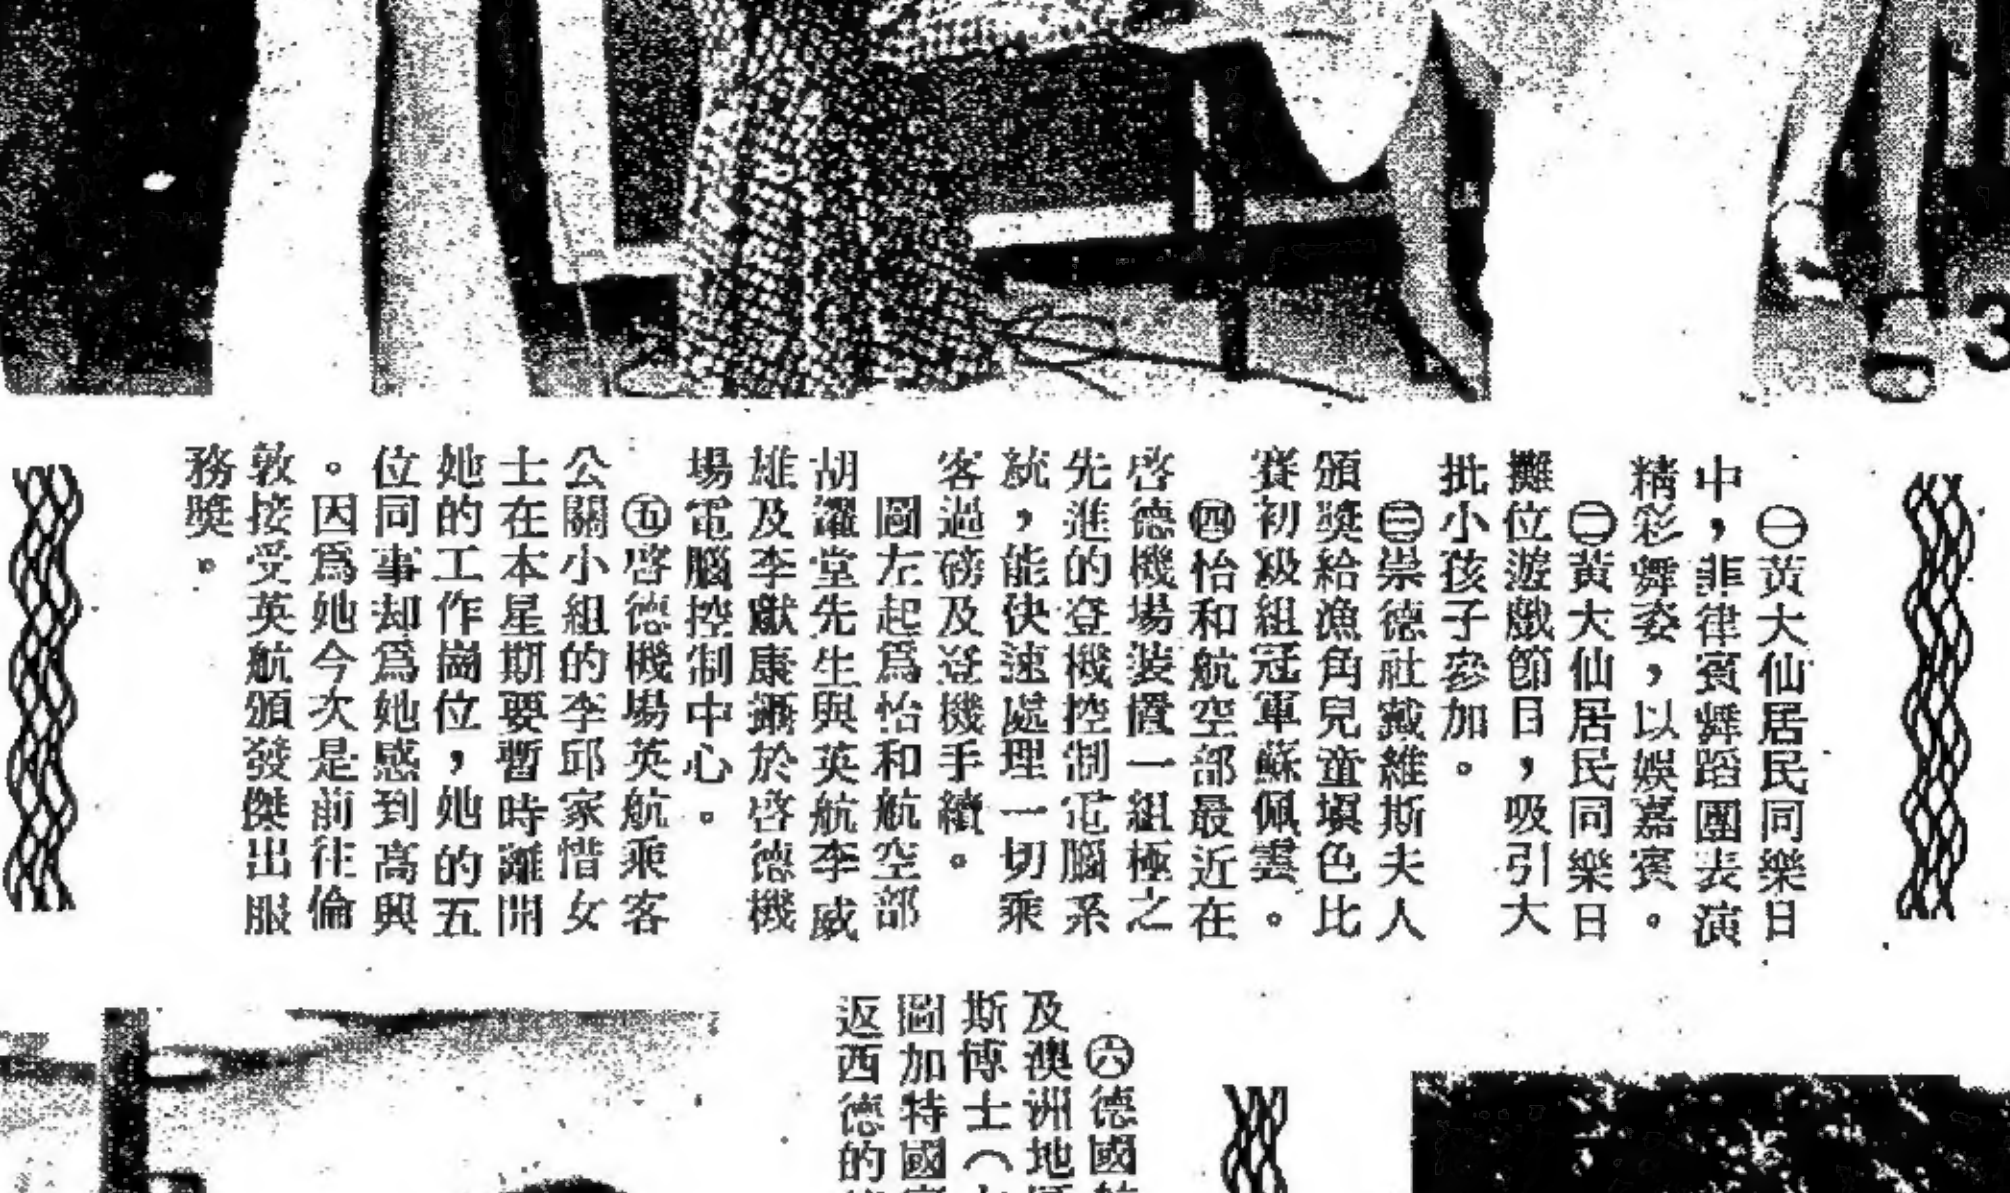 ㊀黃大仙居民同樂日
中，菲律賓舞蹈團表演
精彩舞姿，以娛嘉賓。
㊁黃大仙居民同樂日
攤位遊戲節目，吸引大
批小孩子參加。
㊂崇德社戴維斯夫人
頒獎給漁角兒童塡色比
賽初級組冠軍蘇佩雲。
㊃怡和航空部最近在
啓德機場裝置一組極之
先進的登機控制電腦系
統，能快速處理一切乘
客過磅及登機手續。
圖左起爲怡和航空部
胡灌堂先生與英航李威
雄及李獻康攝於啓德機
場電腦控制中心。
㊄啓德機場英航乘客
公關小組的李邱家惜女
士在本星期要暫時離開
她的工作崗位，她的五
位同事却爲她感到高興
。因爲她今次是前往倫
敦接受英航頒發傑出服
務獎。
㊅德國
及澳洲地
斯博士（
圖加特國
返西德的
3